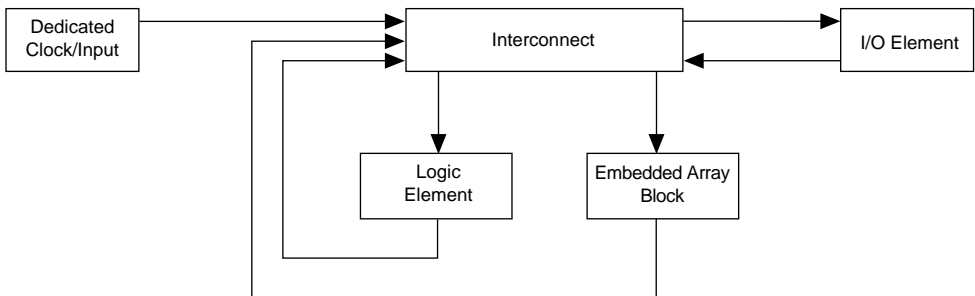 Dedicated
Clock/Input
Interconnect
I/O Element
Logic
Element
Embedded Array
Block